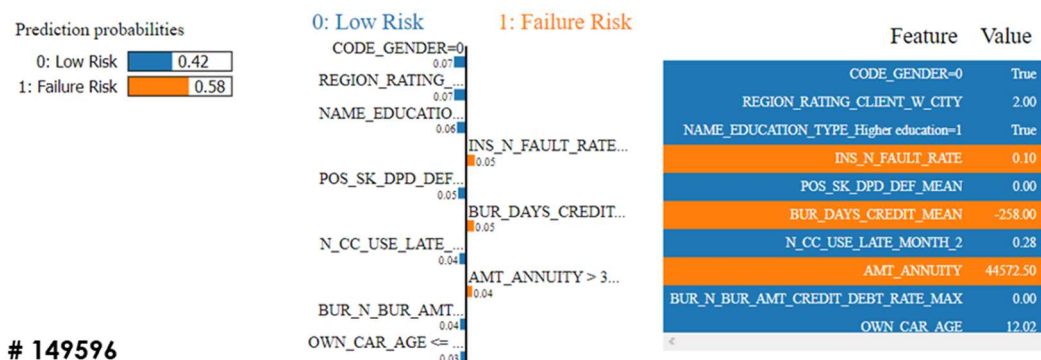 Prediction probabilities
0: Low Risk 0.42
1: Failure Risk 0.58
0: Low Risk 1: Failure Risk
CODE_GENDER=0
0.07
REGION_RATING_...
0.07
NAME_EDUCATIO...
0.06
INS_N_FAULT_RATE...
0.05
POS_SK_DPD_DEF...
0.05
BUR_DAYS_CREDIT...
0.05
N_CC_USE_LATE_...
0.04
AMT_ANNUITY > 3...
0.04
BUR_N_BUR_AMT...
0.04
OWN_CAR_AGE <= ...
0.03
Feature Value
CODE_GENDER=0 True
REGION_RATING_CLIENT_W_CITY 2.00
NAME_EDUCATION_TYPE_Higher education=1 True
INS_N_FAULT_RATE 0.10
POS_SK_DPD_DEF_MEAN 0.00
BUR_DAYS_CREDIT_MEAN -258.00
N_CC_USE_LATE_MONTH_2 0.28
AMT_ANNUITY 44572.50
BUR_N_BUR_AMT_CREDIT_DEBT_RATE_MAX 0.00
OWN_CAR_AGE 12.02
# 149596